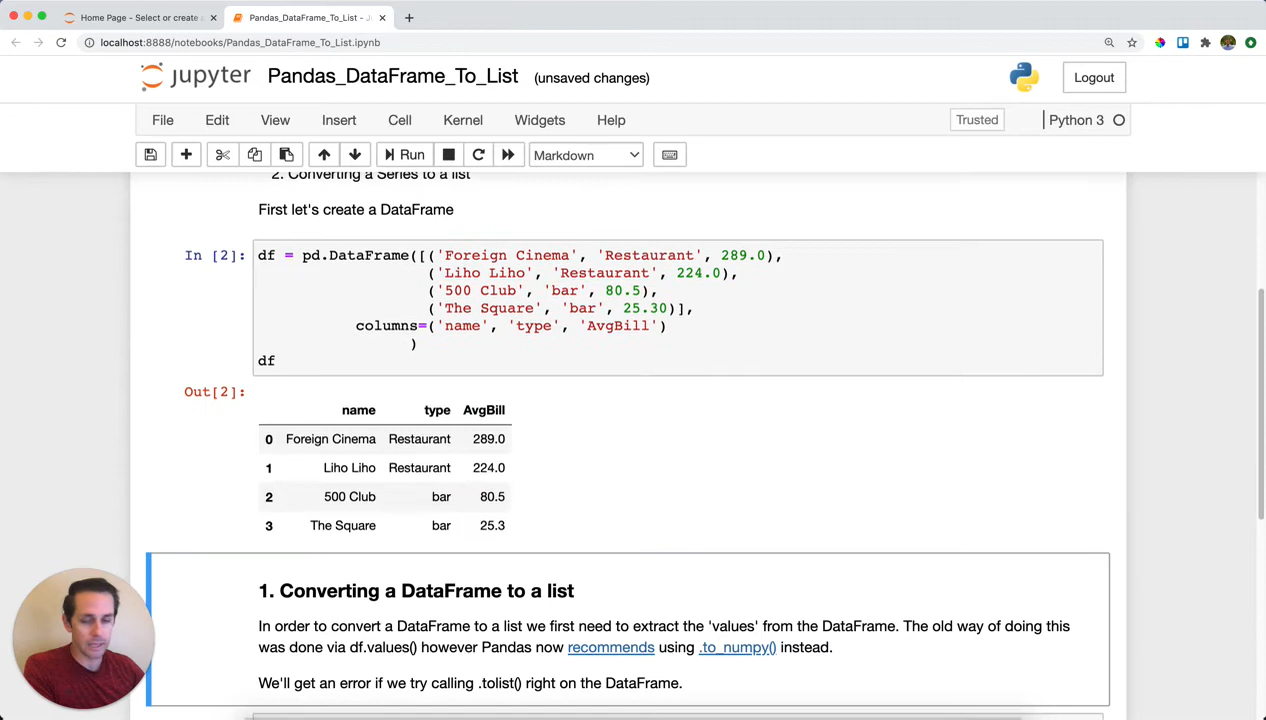 Home Page - Select or create a
Pandas_DataFrame_To_List - Ju
localhost:8888/notebooks/Pandas_DataFrame_To_List.ipynb
jupyter Pandas_DataFrame_To_List (unsaved changes)
Logout
File Edit View Insert Cell Kernel Widgets Help
Trusted
Python 3
Run
Markdown
2. Converting a Series to a list
First let's create a DataFrame
In [2]: df = pd.DataFrame([('Foreign Cinema', 'Restaurant', 289.0),
('Liho Liho', 'Restaurant', 224.0),
('500 Club', 'bar', 80.5),
('The Square', 'bar', 25.30)],
columns=('name', 'type', 'AvgBill')
)
df
Out[2]:
name type AvgBill
0 Foreign Cinema Restaurant 289.0
1 Liho Liho Restaurant 224.0
2 500 Club bar 80.5
3 The Square bar 25.3
1. Converting a DataFrame to a list
In order to convert a DataFrame to a list we first need to extract the 'values' from the DataFrame. The old way of doing this
was done via df.values() however Pandas now recommends using .to_numpy() instead.
We'll get an error if we try calling .tolist() right on the DataFrame.